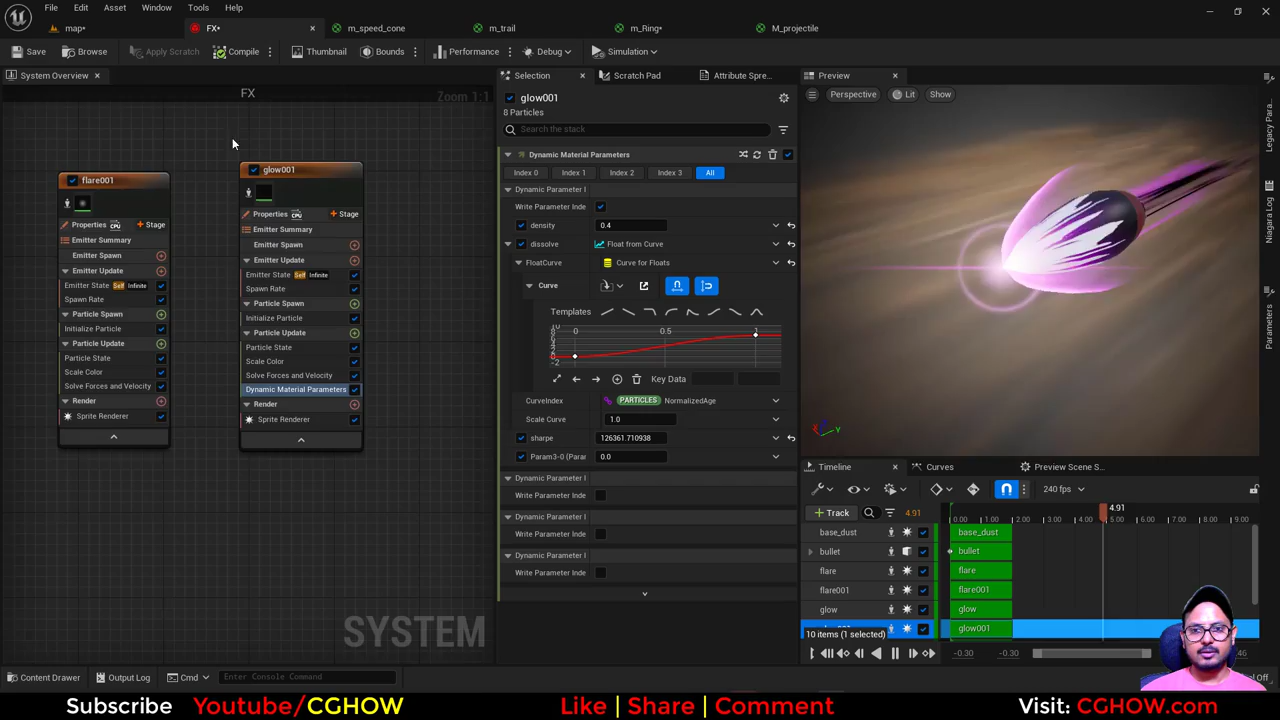 File Edit Asset Window Tools Help
map• FX• m_speed_cone m_trail m_Ring• M_projectile
Save Browse Apply Scratch Compile Thumbnail Bounds Performance Debug Simulation
System Overview Selection Scratch Pad Attribute Spre... Preview
FX Zoom 1:1
flare001
Properties Stage
Emitter Summary
Emitter Spawn
Emitter Update
Emitter State Self Infinite
Spawn Rate
Particle Spawn
Initialize Particle
Particle Update
Particle State
Scale Color
Solve Forces and Velocity
Render
Sprite Renderer
glow001
Properties Stage
Emitter Summary
Emitter Spawn
Emitter Update
Emitter State Self Infinite
Spawn Rate
Particle Spawn
Initialize Particle
Particle Update
Particle State
Scale Color
Solve Forces and Velocity
Dynamic Material Parameters
Render
Sprite Renderer
SYSTEM
glow001
8 Particles
Search the stack
Dynamic Material Parameters
Index 0 Index 1 Index 2 Index 3 All
Dynamic Parameter I
Write Parameter Inde
density 0.4
dissolve Float from Curve
FloatCurve Curve for Floats
Curve
Templates
10 0 0.5 1
8
-2
Key Data
CurveIndex PARTICLES NormalizedAge
Scale Curve 1.0
sharpe 126361.710938
Param3-0 (Parar 0.0
Dynamic Parameter I
Write Parameter Inde
Dynamic Parameter I
Write Parameter Inde
Dynamic Parameter I
Write Parameter Inde
Perspective Lit Show
X Y
Niagara Log
Legacy Para...
Parameters
Timeline Curves Preview Scene S...
240 fps
Track 4.91 0.00 1.00 2.00 3.00 4.00 5.00 6.00 7.00 8.00 9.00
4.91
base_dust base_dust
bullet bullet
flare flare
flare001 flare001
glow glow
glow001
10 items (1 selected)
-0.30 -0.30
Content Drawer Output Log Cmd Enter Console Command
Subscribe Youtube/CGHOW Like | Share | Comment Visit: CGHOW.com